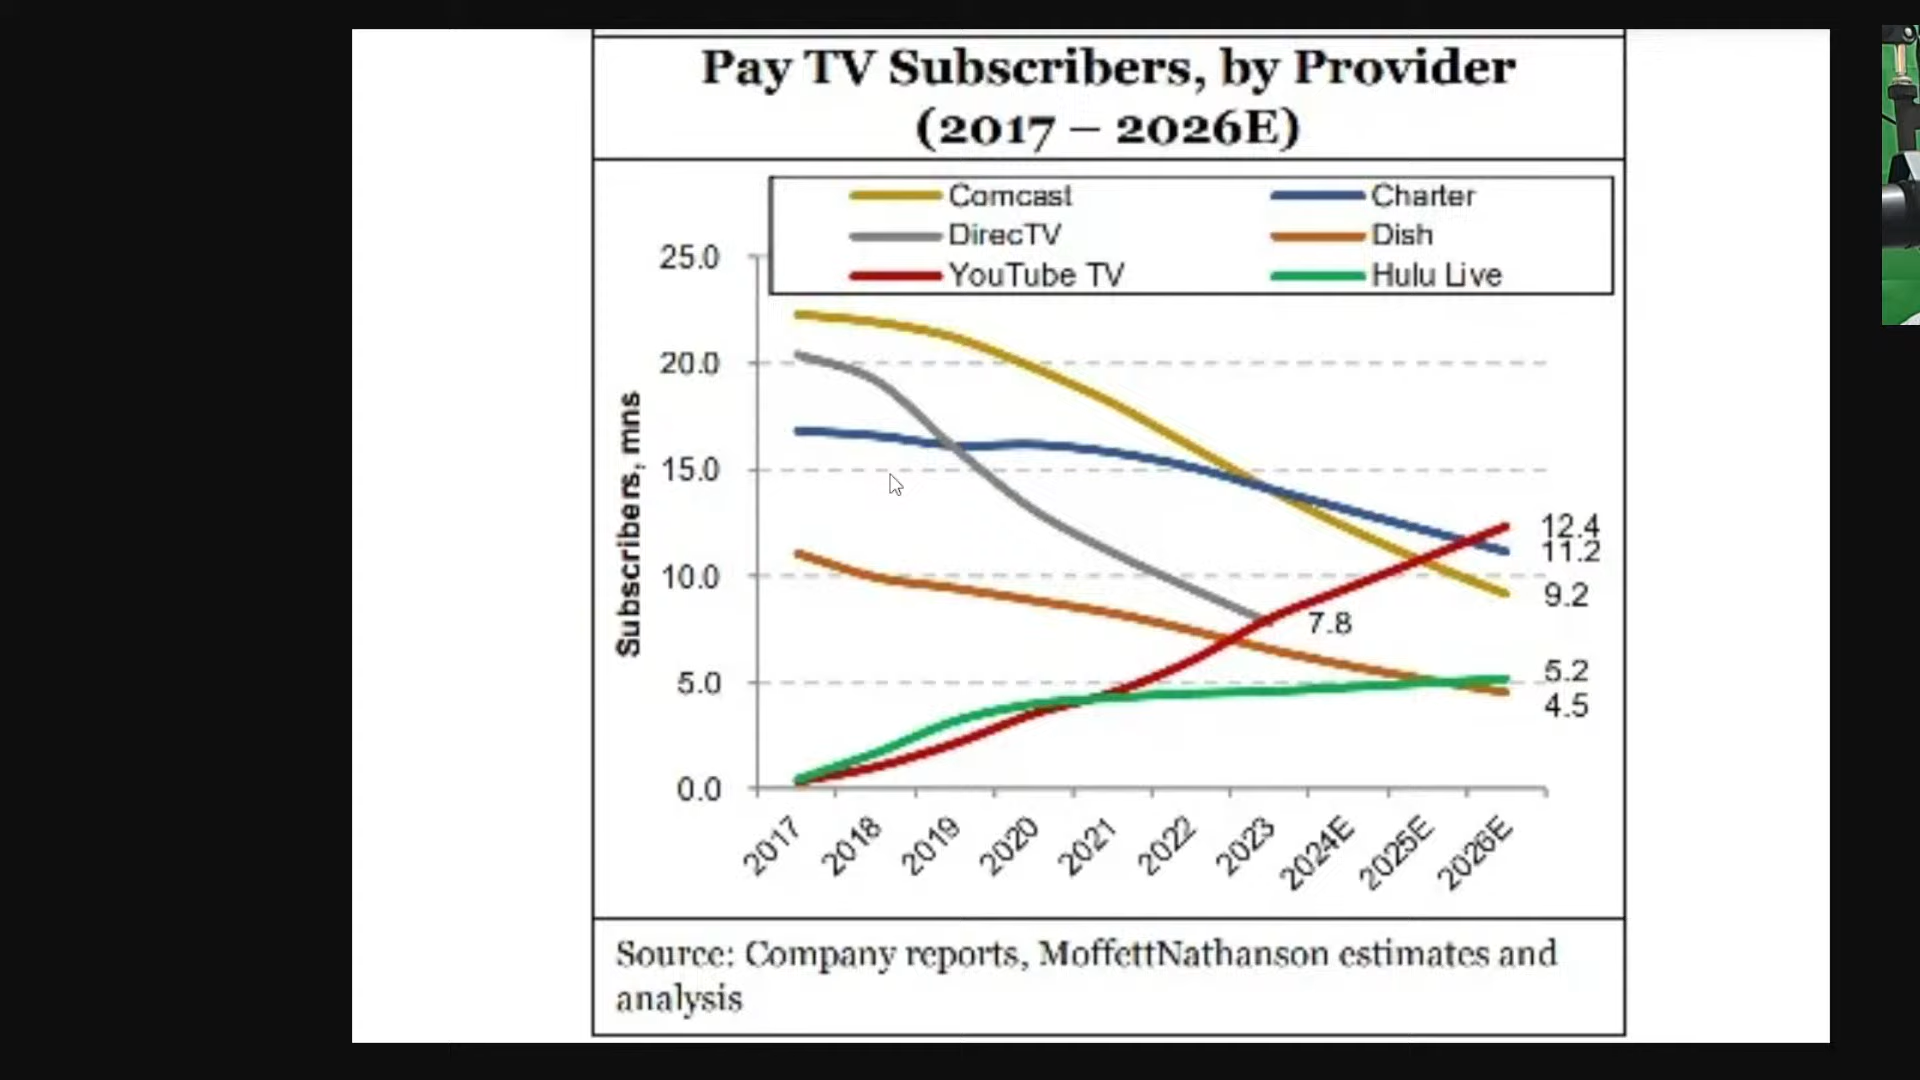 Pay TV Subscribers, by Provider
(2017 – 2026E)
Comcast
Charter
DirecTV
Dish
YouTube TV
Hulu Live
Subscribers, mns
25.0
20.0
15.0
10.0
5.0
0.0
12.4
11.2
9.2
7.8
5.2
4.5
2017
2018
2019
2020
2021
2022
2023
2024E
2025E
2026E
Source: Company reports, MoffettNathanson estimates and
analysis